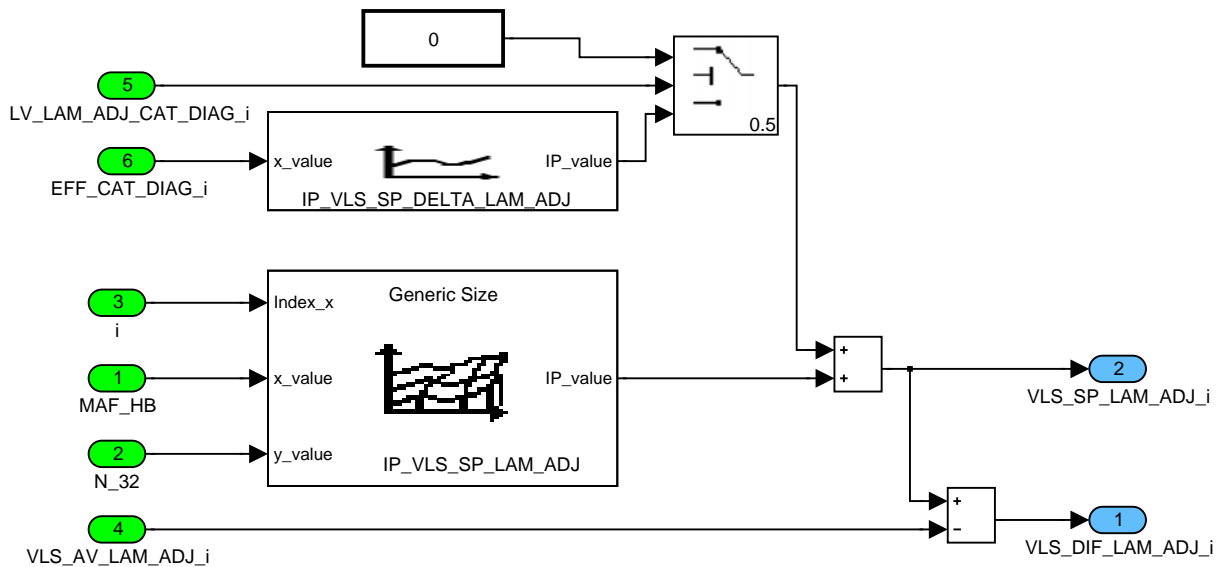 0
5
LV_LAM_ADJ_CAT_DIAG_i
0.5
6
EFF_CAT_DIAG_i
x_value
IP_value
IP_VLS_SP_DELTA_LAM_ADJ
Generic Size
3
i
Index_x
1
MAF_HB
x_value
IP_value
2
N_32
y_value
IP_VLS_SP_LAM_ADJ
+
+
2
VLS_SP_LAM_ADJ_i
4
VLS_AV_LAM_ADJ_i
+
−
1
VLS_DIF_LAM_ADJ_i